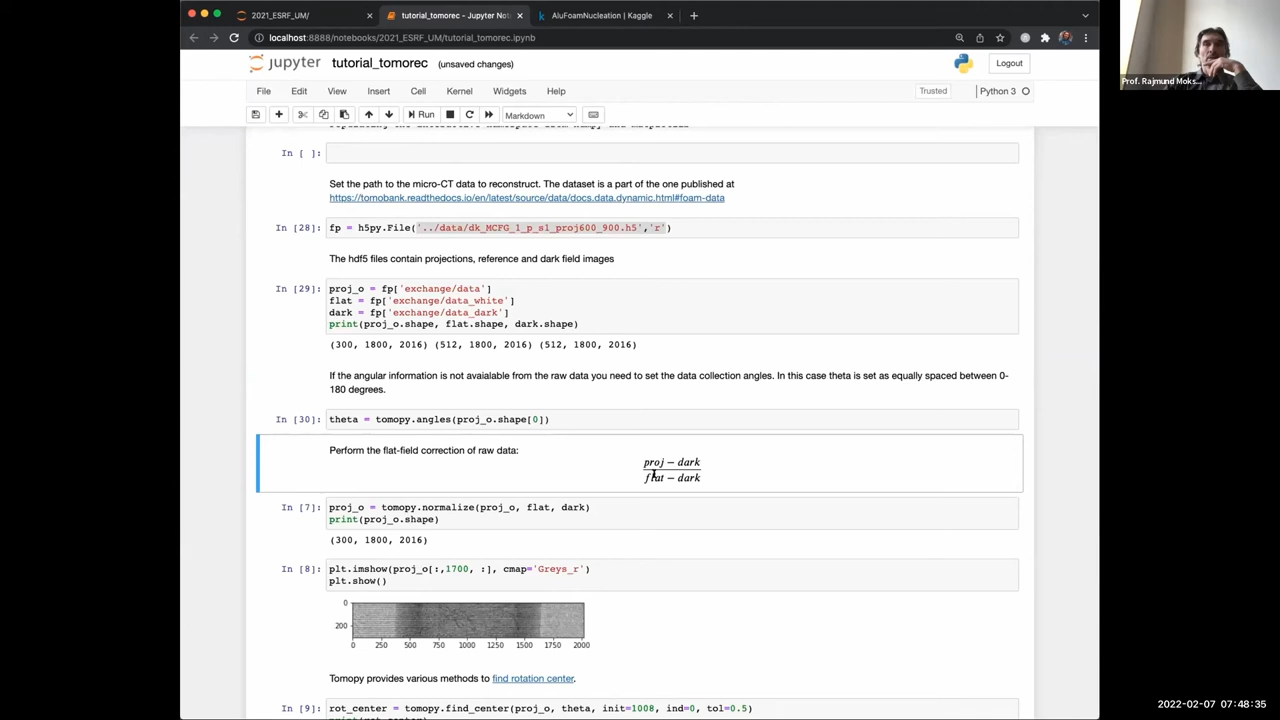 2021_ESRF_UM/
tutorial_tomorec - Jupyter Not
AluFoamNucleation | Kaggle
localhost:8888/notebooks/2021_ESRF_UM/tutorial_tomorec.ipynb
Prof. Rajmund Moks...
jupyter tutorial_tomorec (unsaved changes)
Logout
File Edit View Insert Cell Kernel Widgets Help
Trusted
Python 3
Run
Markdown
In [ ]:
Set the path to the micro-CT data to reconstruct. The dataset is a part of the one published at
https://tomobank.readthedocs.io/en/latest/source/data/docs.data.dynamic.html#foam-data
In [28]: fp = h5py.File('../data/dk_MCFG_1_p_s1_proj600_900.h5','r')
The hdf5 files contain projections, reference and dark field images
In [29]: proj_o = fp['exchange/data']
flat = fp['exchange/data_white']
dark = fp['exchange/data_dark']
print(proj_o.shape, flat.shape, dark.shape)
(300, 1800, 2016) (512, 1800, 2016) (512, 1800, 2016)
If the angular information is not avaialable from the raw data you need to set the data collection angles. In this case theta is set as equally spaced between 0-
180 degrees.
In [30]: theta = tomopy.angles(proj_o.shape[0])
Perform the flat-field correction of raw data:
proj − dark
flat − dark
In [7]: proj_o = tomopy.normalize(proj_o, flat, dark)
print(proj_o.shape)
(300, 1800, 2016)
In [8]: plt.imshow(proj_o[:,1700, :], cmap='Greys_r')
plt.show()
0
200
0 250 500 750 1000 1250 1500 1750 2000
Tomopy provides various methods to find rotation center.
In [9]: rot_center = tomopy.find_center(proj_o, theta, init=1008, ind=0, tol=0.5)
2022-02-07 07:48:35